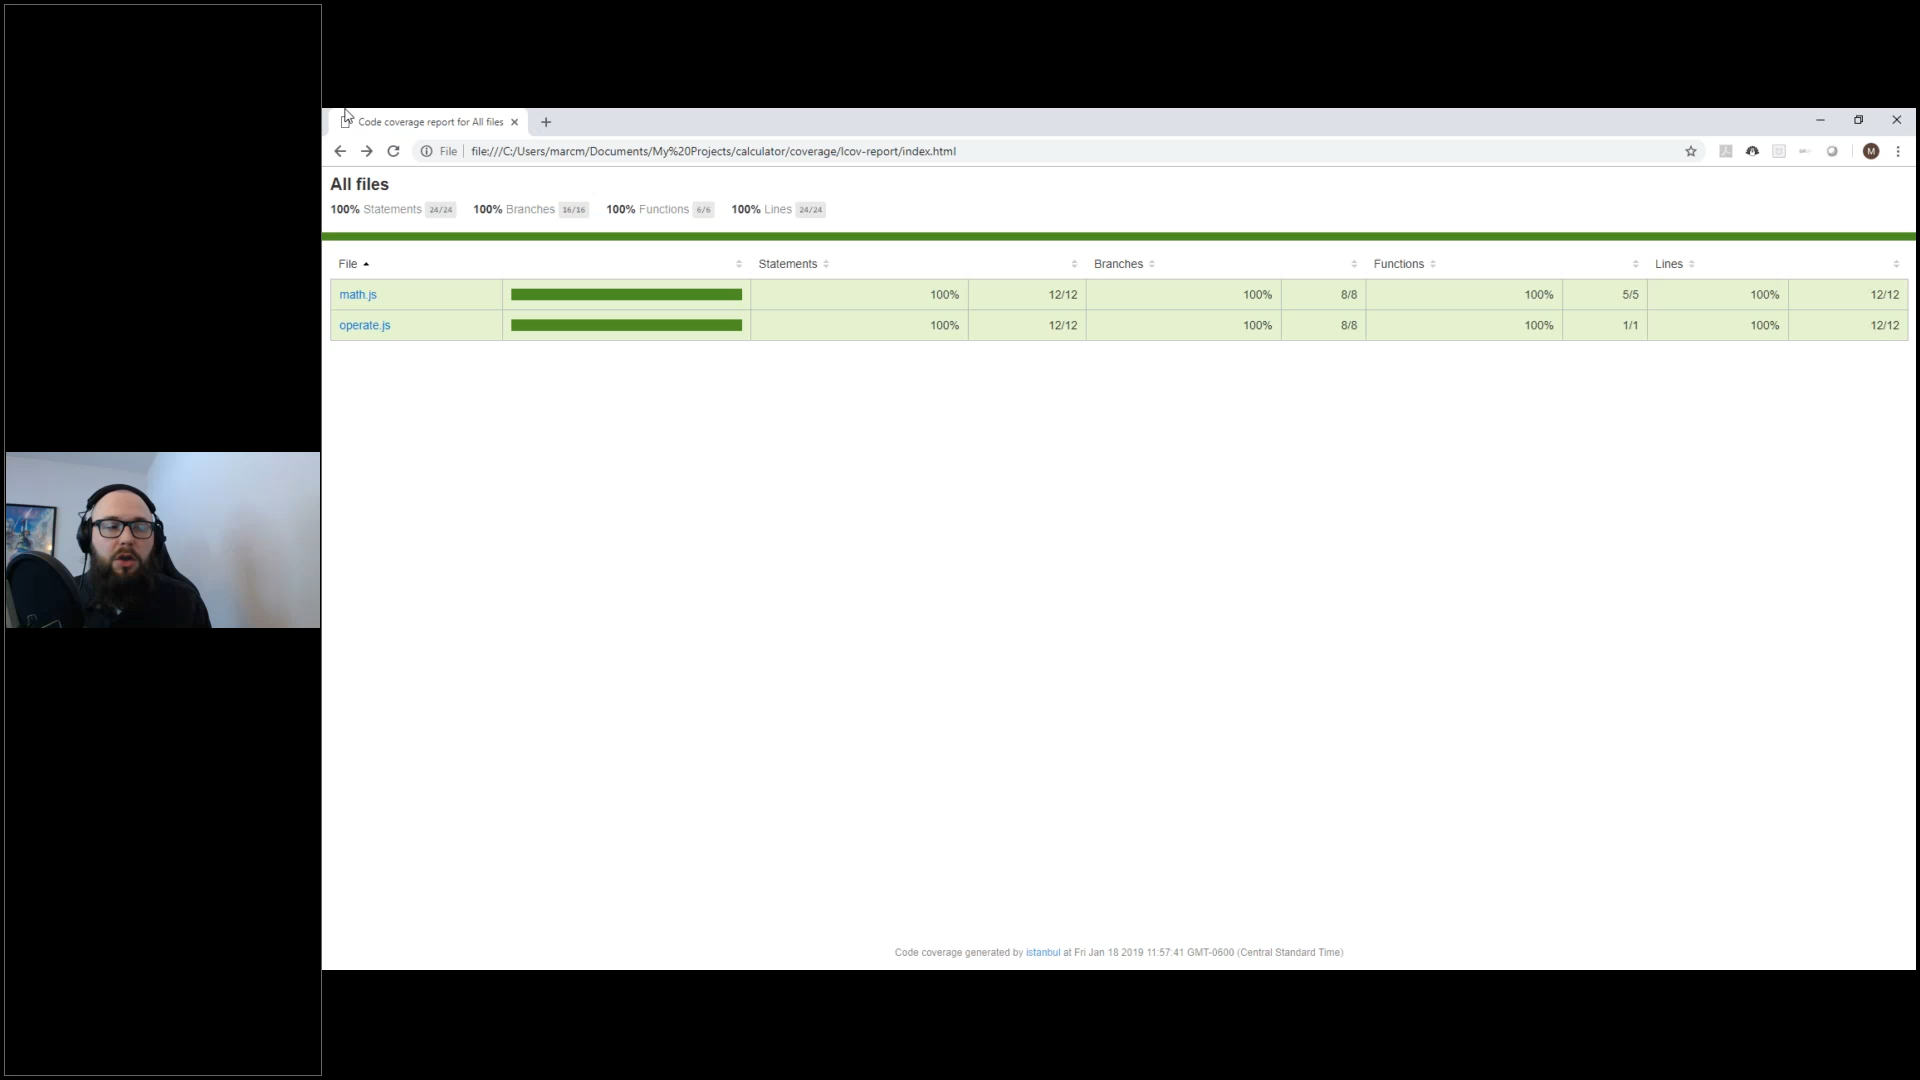 Code coverage report for All files
File file:///C:/Users/marcm/Documents/My%20Projects/calculator/coverage/lcov-report/index.html M
All files
100% Statements 24/24 100% Branches 16/16 100% Functions 6/6 100% Lines 24/24
File Statements Branches Functions Lines
math.js 100% 12/12 100% 8/8 100% 5/5 100% 12/12
operate.js 100% 12/12 100% 8/8 100% 1/1 100% 12/12
Code coverage generated by istanbul at Fri Jan 18 2019 11:57:41 GMT-0600 (Central Standard Time)